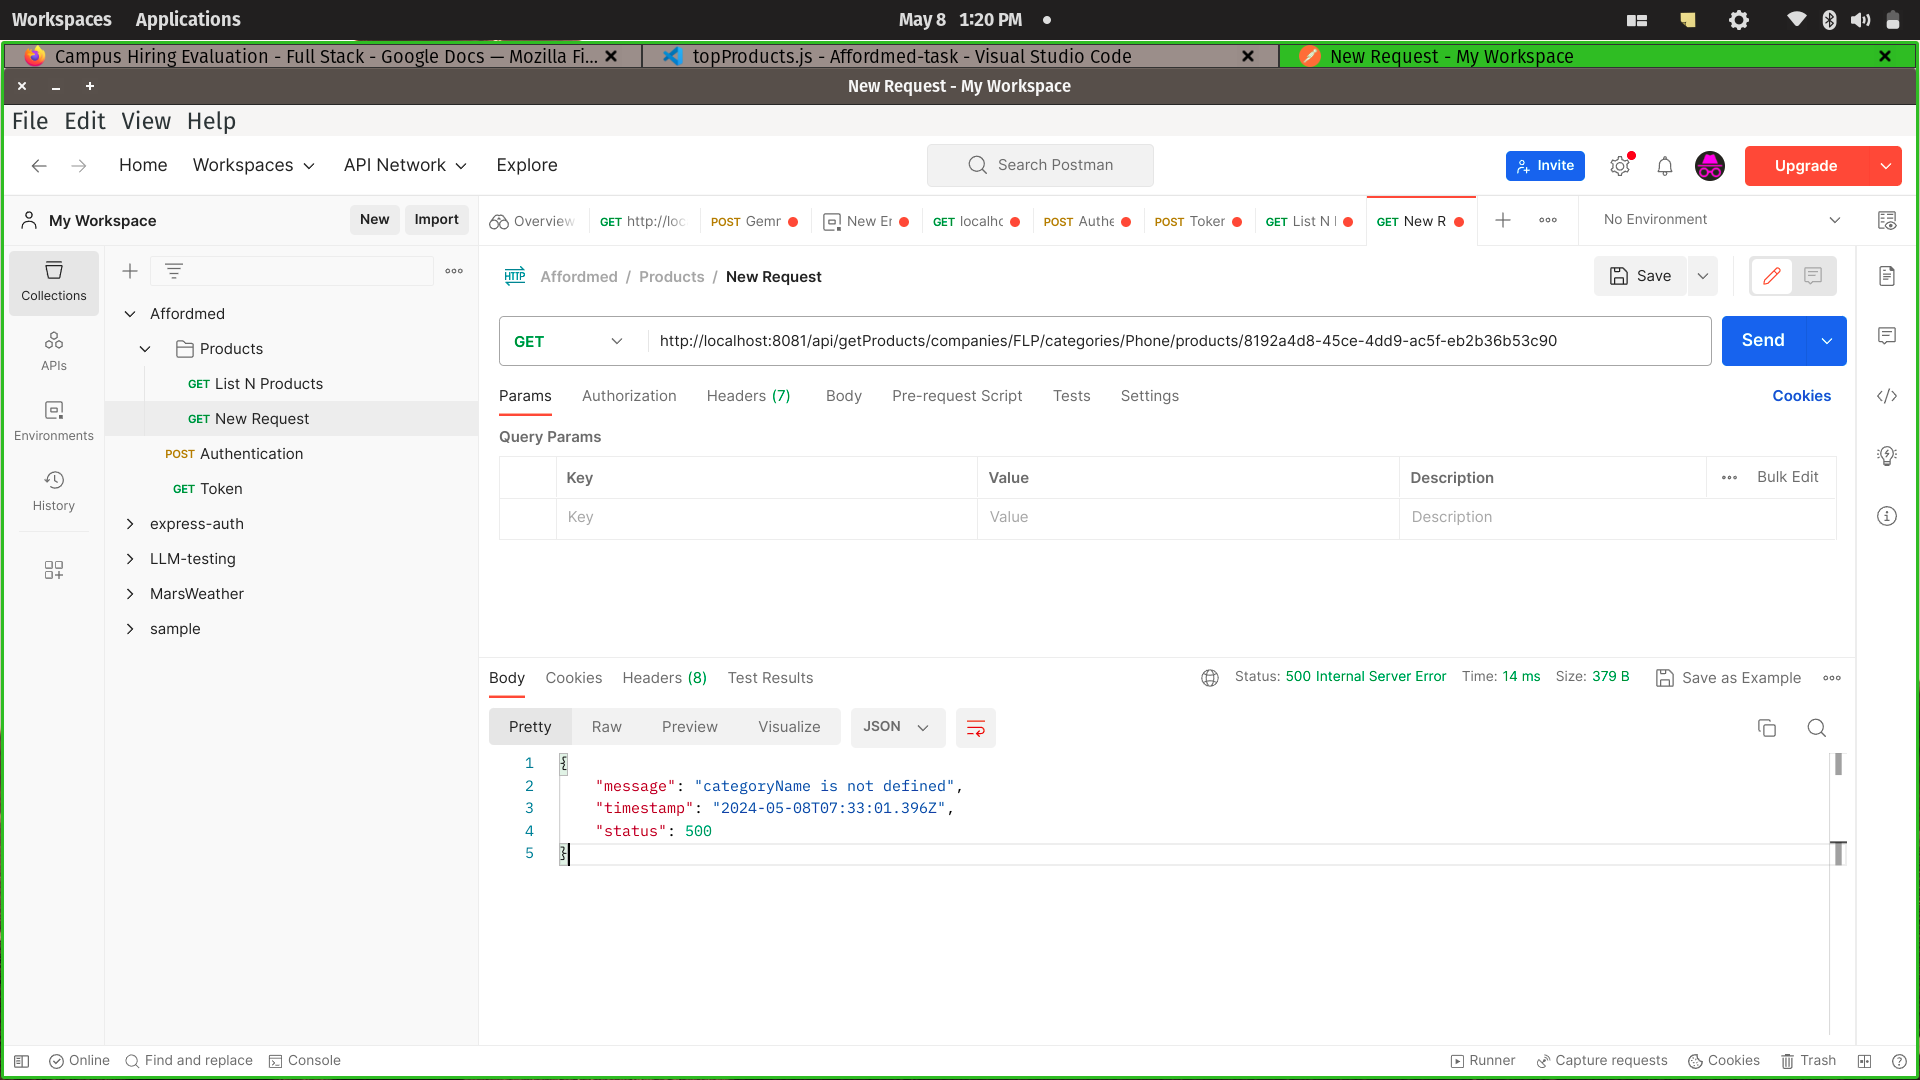 Workspaces Applications May 8 1:20 PM
Campus Hiring Evaluation - Full Stack - Google Docs — Mozilla Fi... topProducts.js - Affordmed-task - Visual Studio Code New Request - My Workspace
New Request - My Workspace
File Edit View Help
Home Workspaces API Network Explore Search Postman Invite Upgrade
My Workspace New Import Overview GET http://loc POST Gemr New Er GET localhc POST Authe POST Toker GET List N I GET New R No Environment
Collections
APIs
Environments
History
Affordmed
Products
GET List N Products
GET New Request
POST Authentication
GET Token
express-auth
LLM-testing
MarsWeather
sample
HTTP Affordmed / Products / New Request Save
GET http://localhost:8081/api/getProducts/companies/FLP/categories/Phone/products/8192a4d8-45ce-4dd9-ac5f-eb2b36b53c90 Send
Params Authorization Headers (7) Body Pre-request Script Tests Settings Cookies
Query Params
Key Value Description Bulk Edit
Key Value Description
Body Cookies Headers (8) Test Results Status: 500 Internal Server Error Time: 14 ms Size: 379 B Save as Example
Pretty Raw Preview Visualize JSON
1 {
2 "message": "categoryName is not defined",
3 "timestamp": "2024-05-08T07:33:01.396Z",
4 "status": 500
5 }
Online Find and replace Console Runner Capture requests Cookies Trash